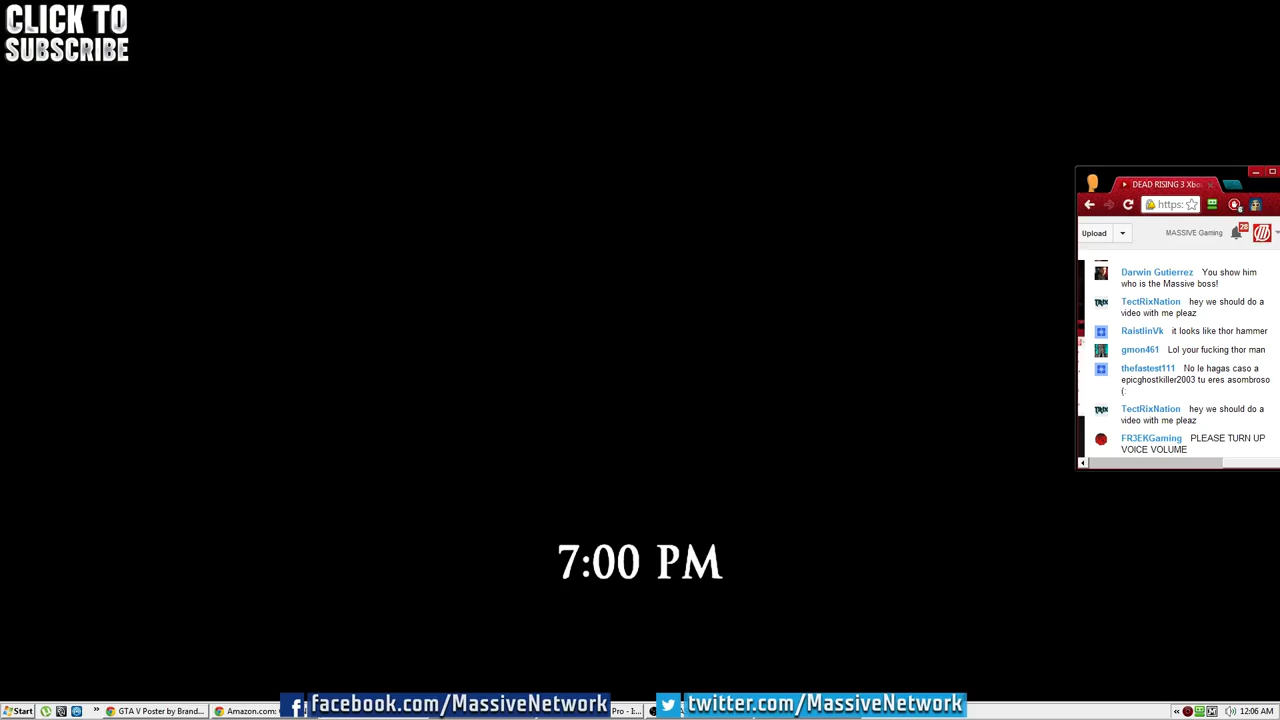 CLICK TO
SUBSCRIBE
DEAD RISING 3 Xbo
https:
Upload
MASSIVE Gaming
28
Darwin Gutierrez You show him
who is the Massive boss!
TectRixNation hey we should do a
video with me pleaz
RaistlinVk it looks like thor hammer
gmon461 Lol your fucking thor man
thefastest111 No le hagas caso a
epicghostkiller2003 tu eres asombroso
(:
TectRixNation hey we should do a
video with me pleaz
FR3EKGaming PLEASE TURN UP
VOICE VOLUME
7:00 PM
facebook.com/MassiveNetwork
twitter.com/MassiveNetwork
Start
GTA V Poster by Brand...
Amazon.com:
Pro - I:...
12:06 AM